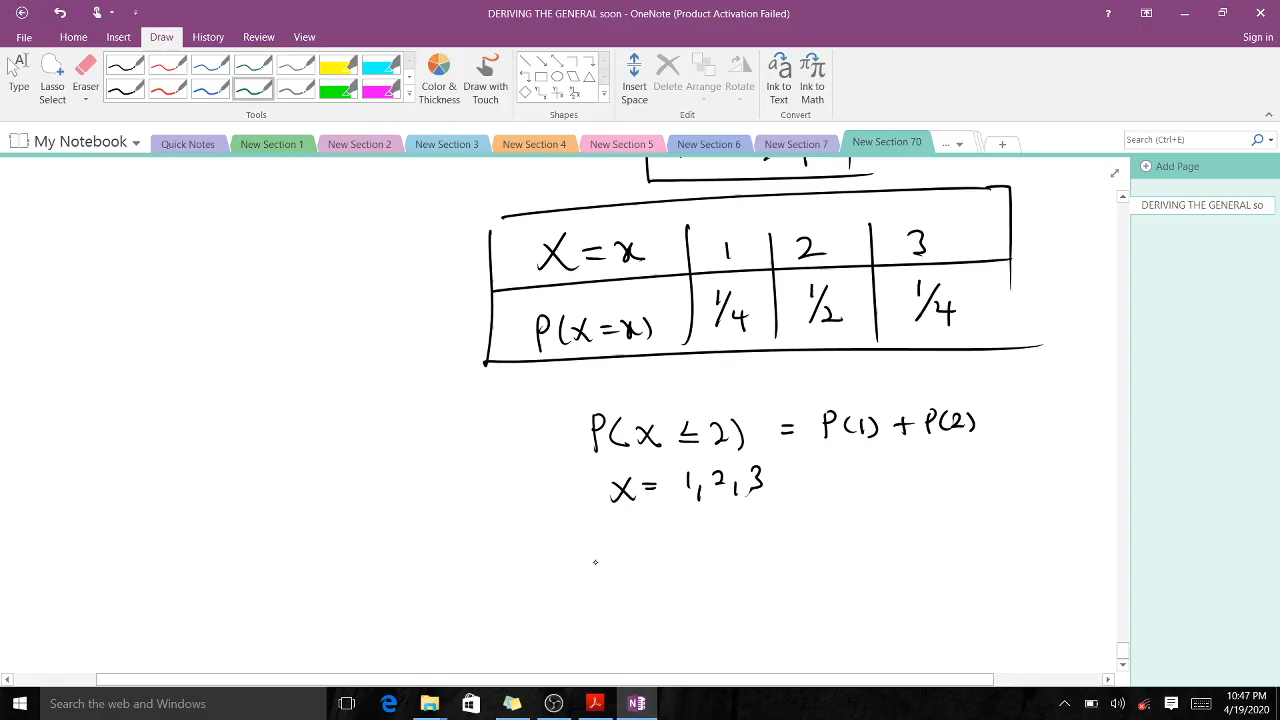 DERIVING THE GENERAL soon - OneNote (Product Activation Failed)
File Home Insert Draw History Review View Sign in
Type Lasso Select Eraser Color & Thickness Draw with Touch Insert Space Delete Arrange Rotate Ink to Text Ink to Math
Tools Shapes Edit Convert
My Notebook Quick Notes New Section 1 New Section 2 New Section 3 New Section 4 New Section 5 New Section 6 New Section 7 New Section 70 ... Search (Ctrl+E)
Add Page
DERIVING THE GENERAL so
X = x 1 2 3
P(X=x) 1/4 1/2 1/4
P(X ≤ 2) = P(1) + P(2)
X = 1, 2, 3
Search the web and Windows
10:47 PM
4/19/2020